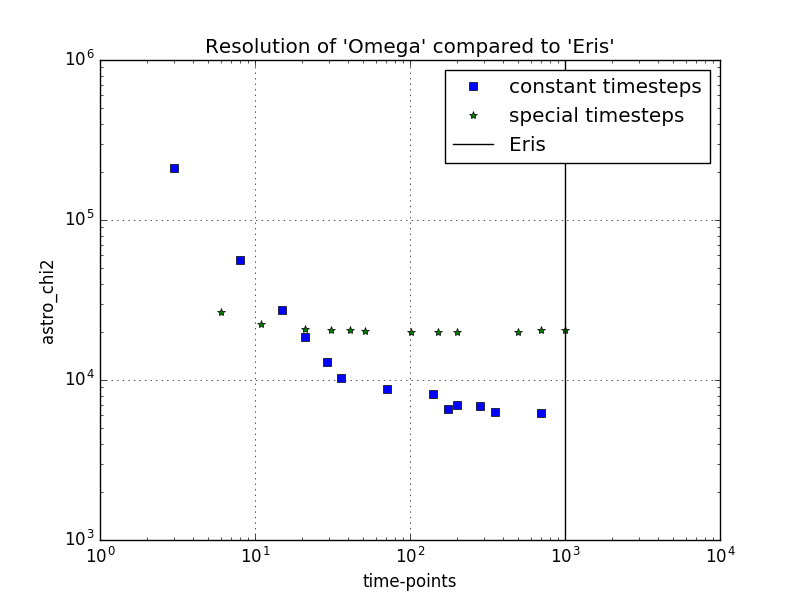 Resolution of 'Omega' compared to 'Eris'
constant timesteps
special timesteps
Eris
astro_chi2
10^6
10^5
10^4
10^3
10^0 10^1 10^2 10^3 10^4
time-points